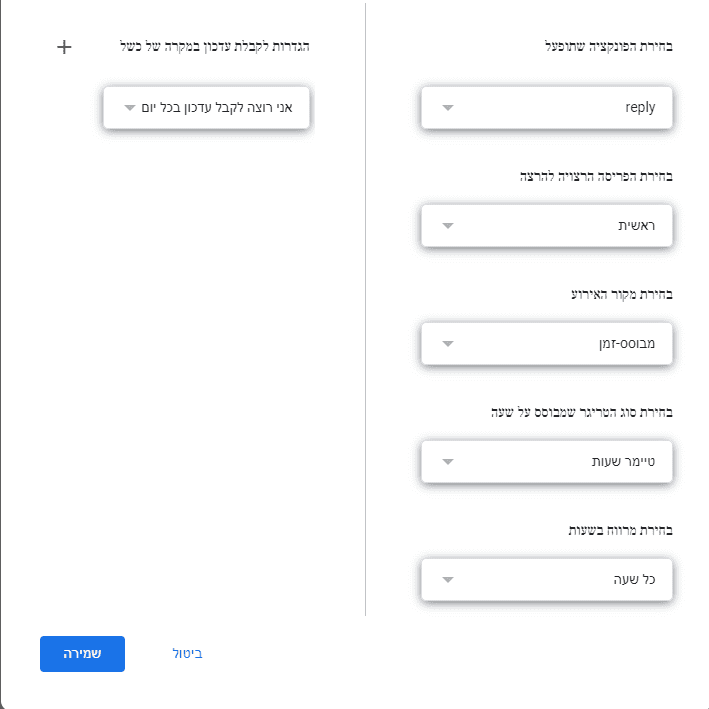 בחירת הפונקציה שתופעל
reply
בחירת הפריסה הרצויה להרצה
ראשית
בחירת מקור האירוע
מבוסס-זמן
בחירת סוג הטריגר שמבוסס על שעה
טיימר שעות
בחירת מרווח בשעות
כל שעה
הגדרות לקבלת עדכון במקרה של כשל
אני רוצה לקבל עדכון בכל יום
ביטול
שמירה